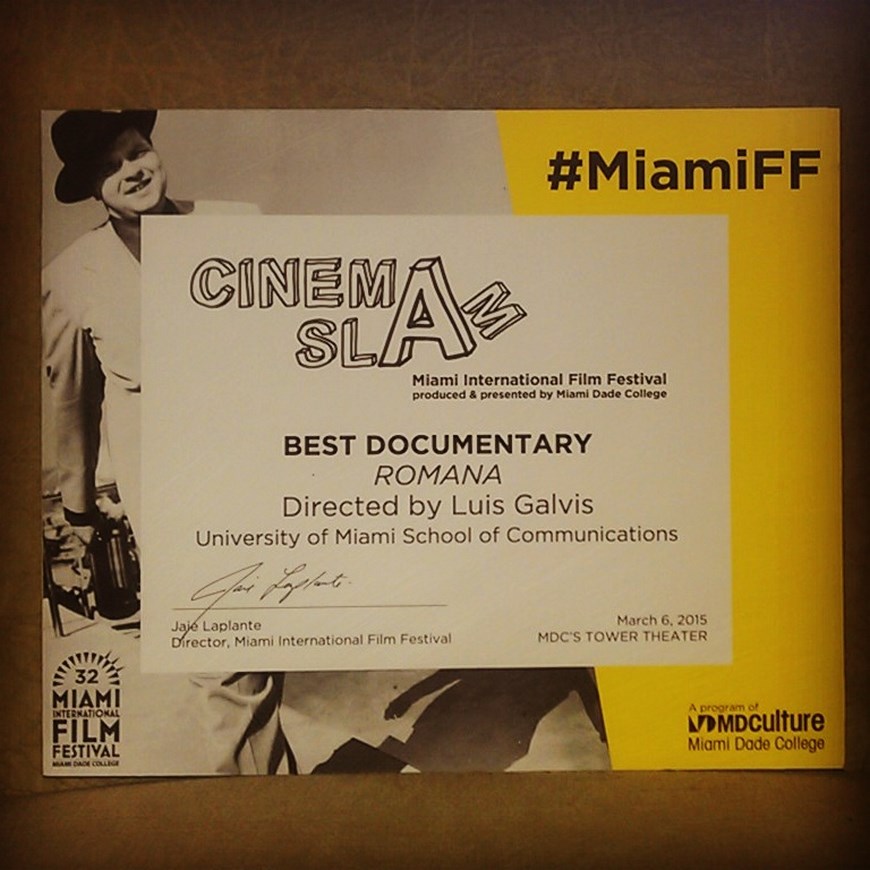 #MiamiFF
CINEMA
SLAM
Miami International Film Festival
produced & presented by Miami Dade College
BEST DOCUMENTARY
ROMANA
Directed by Luis Galvis
University of Miami School of Communications
Jaie Laplante
Jaie Laplante
Director, Miami International Film Festival
March 6, 2015
MDC'S TOWER THEATER
32
MIAMI
INTERNATIONAL
FILM
FESTIVAL
MIAMI DADE COLLEGE
A program of
MDCulture
Miami Dade College